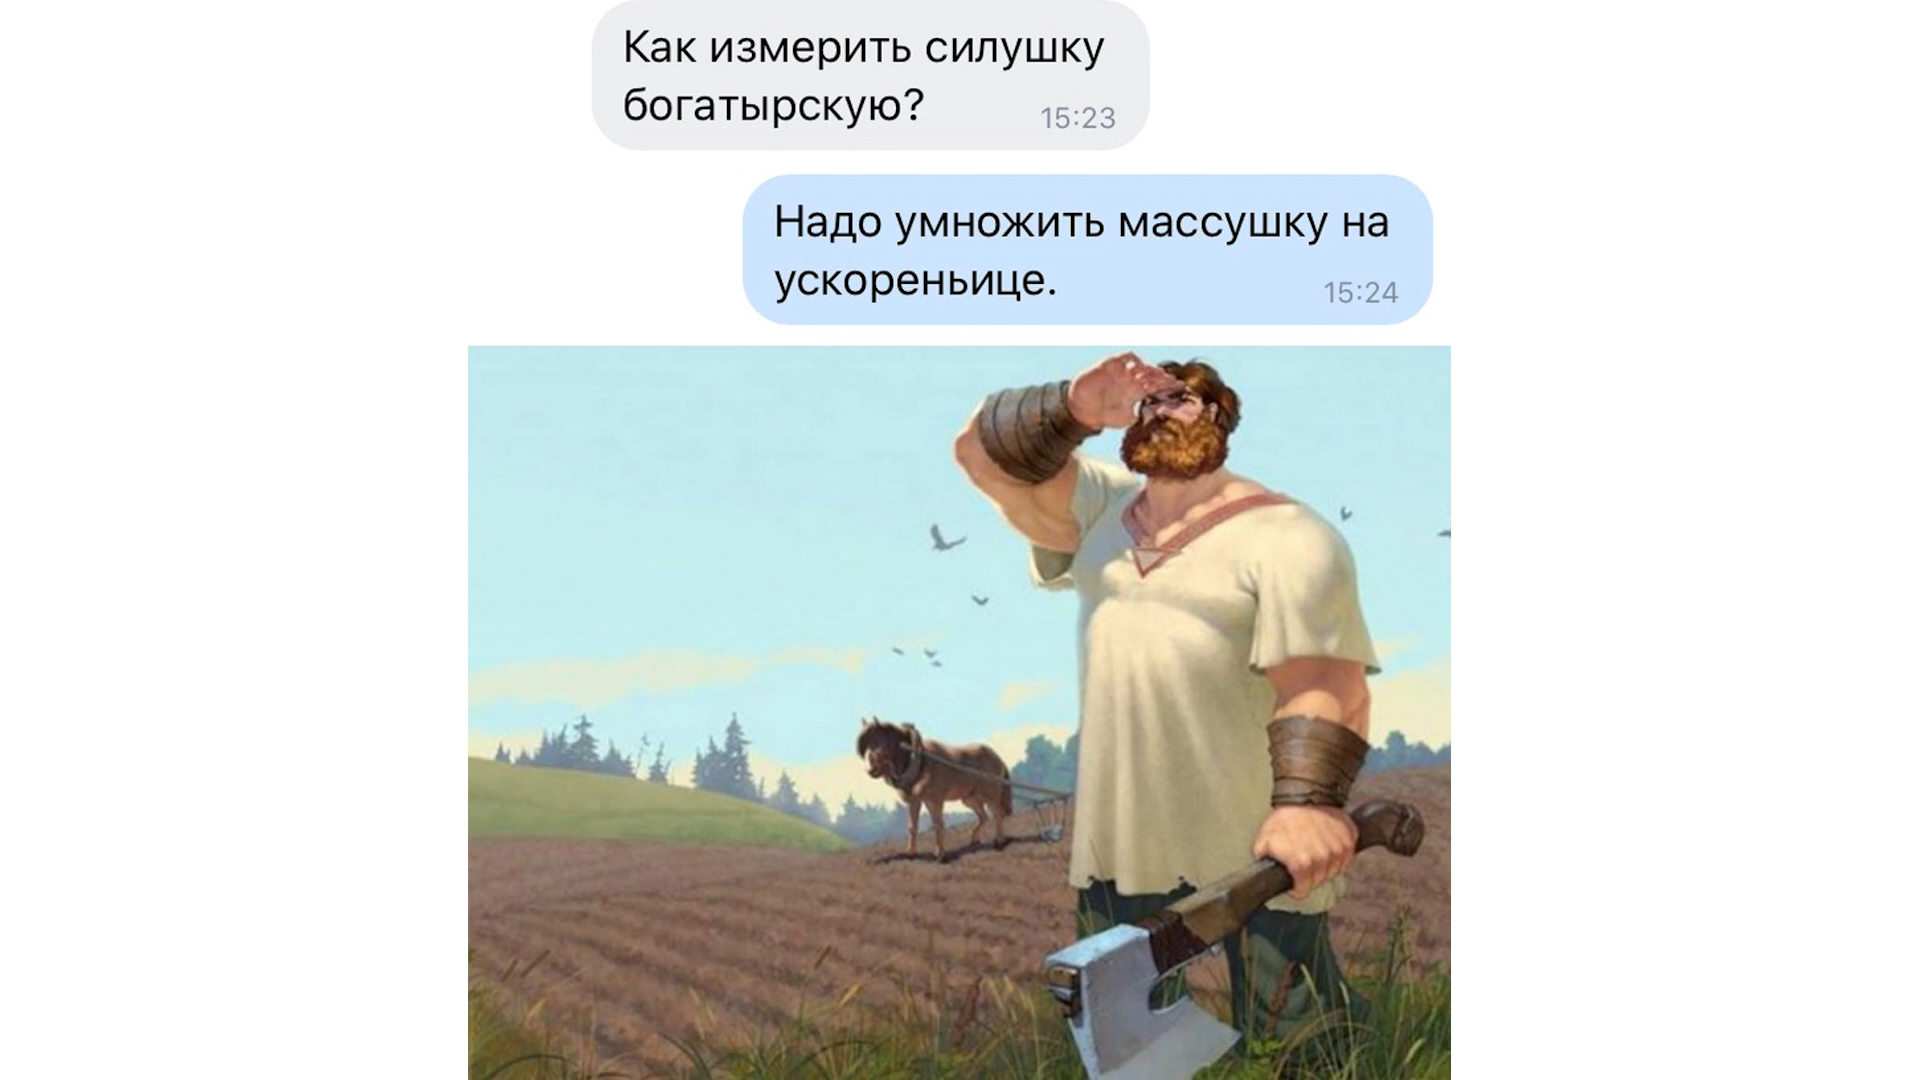 Как измерить силушку
богатырскую?
15:23
Надо умножить массушку на
ускореньице.
15:24